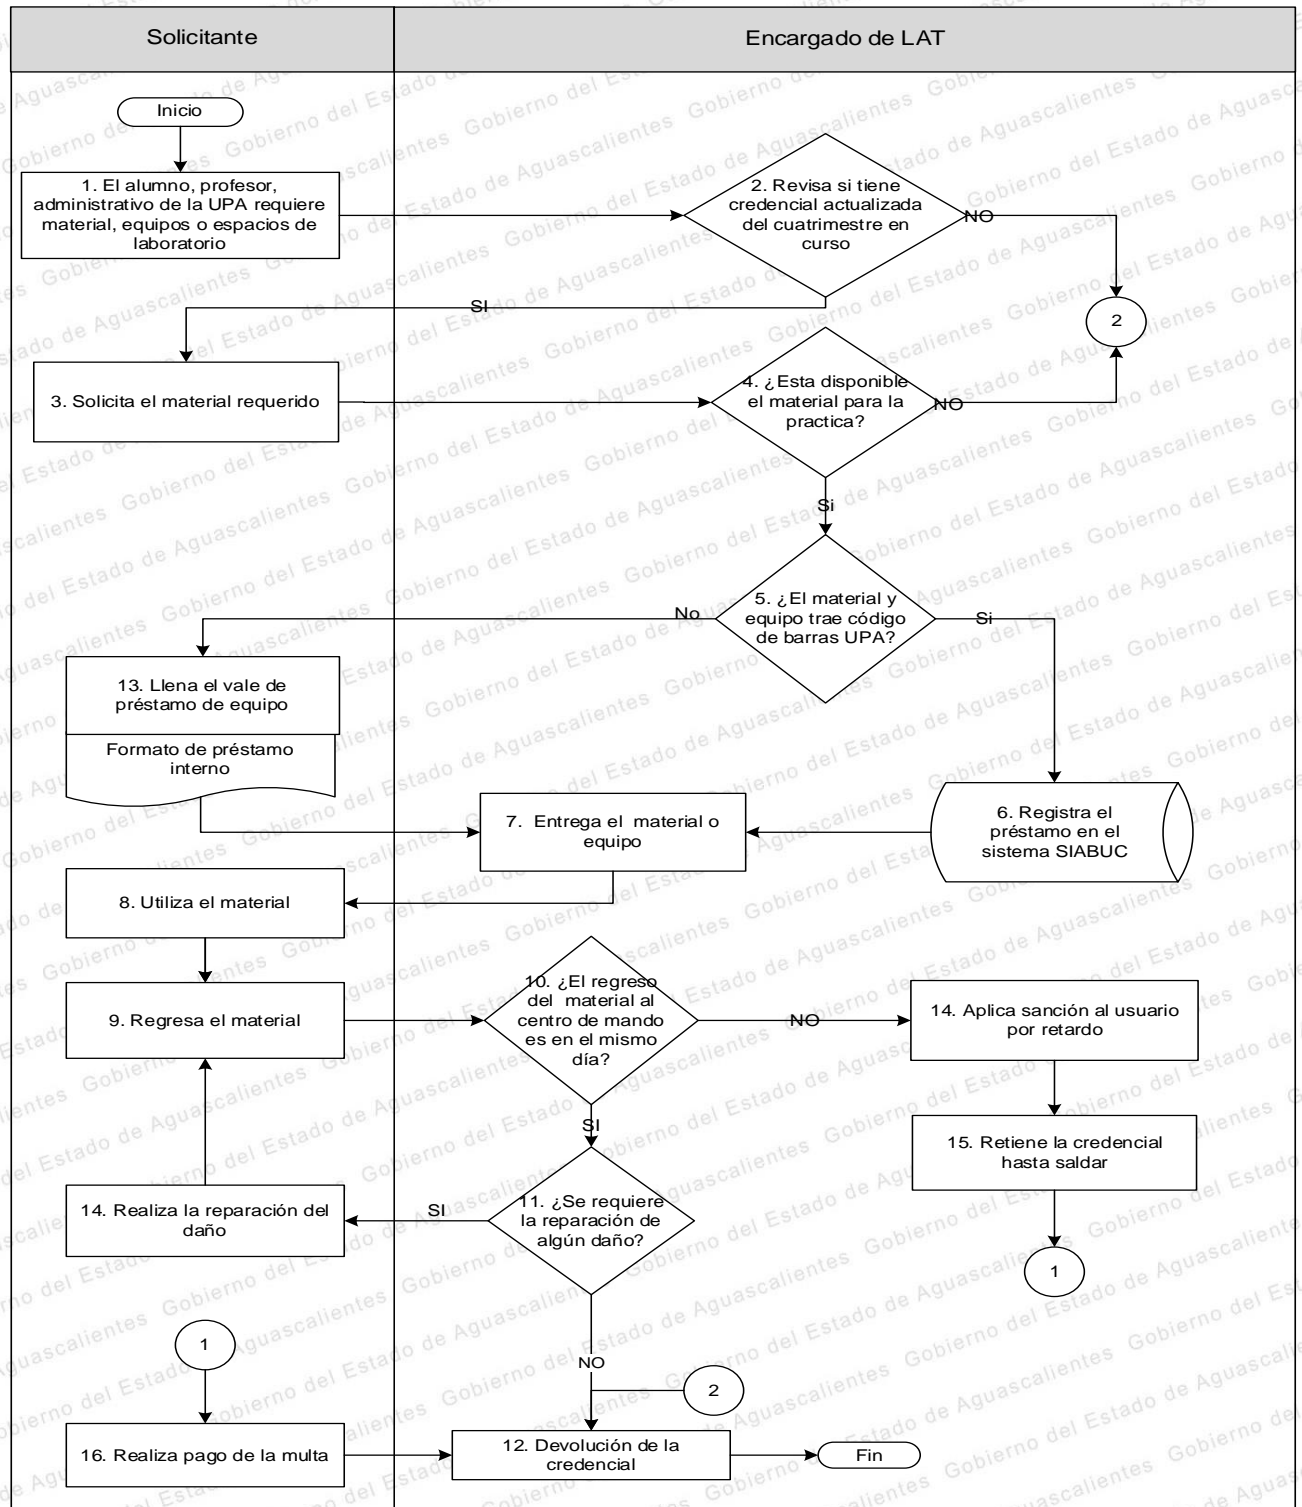 Solicitante
Encargado de LAT
Inicio
1. El alumno, profesor,
administrativo de la UPA requiere
material, equipos o espacios de
laboratorio
2. Revisa si tiene
credencial actualizada
del cuatrimestre en
curso
NO
SI
2
3. Solicita el material requerido
4. ¿Esta disponible
el material para la
practica?
NO
Si
5. ¿El material y
equipo trae código
de barras UPA?
No
Si
13. Llena el vale de
préstamo de equipo
Formato de préstamo
interno
7. Entrega el material o
equipo
6. Registra el
préstamo en el
sistema SIABUC
8. Utiliza el material
9. Regresa el material
10. ¿El regreso
del material al
centro de mando
es en el mismo
día?
NO
14. Aplica sanción al usuario
por retardo
SI
15. Retiene la credencial
hasta saldar
14. Realiza la reparación del
daño
SI
11. ¿Se requiere
la reparación de
algún daño?
1
1
NO
2
16. Realiza pago de la multa
12. Devolución de la
credencial
Fin
Gobierno del Estado de Aguascalientes